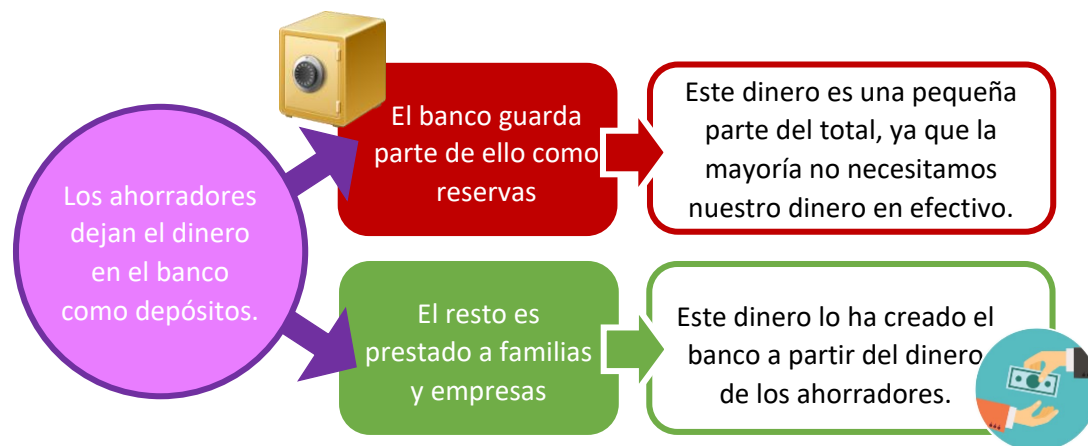 Los ahorradores
dejan el dinero
en el banco
como depósitos.
El banco guarda
parte de ello como
reservas
Este dinero es una pequeña
parte del total, ya que la
mayoría no necesitamos
nuestro dinero en efectivo.
El resto es
prestado a familias
y empresas
Este dinero lo ha creado el
banco a partir del dinero
de los ahorradores.